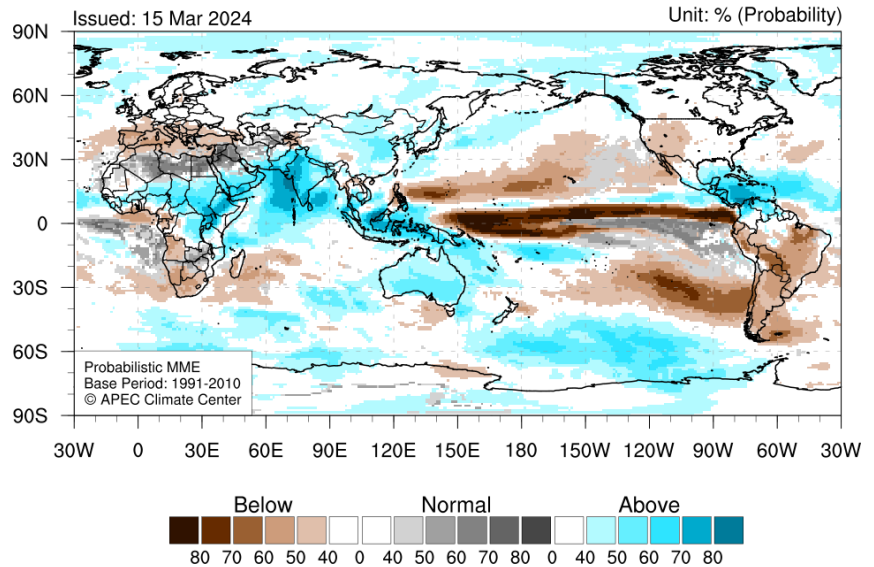 Issued: 15 Mar 2024
Unit: % (Probability)
90N
60N
30N
0
30S
60S
90S
Probabilistic MME
Base Period: 1991-2010
© APEC Climate Center
30W 0 30E 60E 90E 120E 150E 180 150W 120W 90W 60W 30W
Below Normal Above
80 70 60 50 40 0 40 50 60 70 80 0 40 50 60 70 80